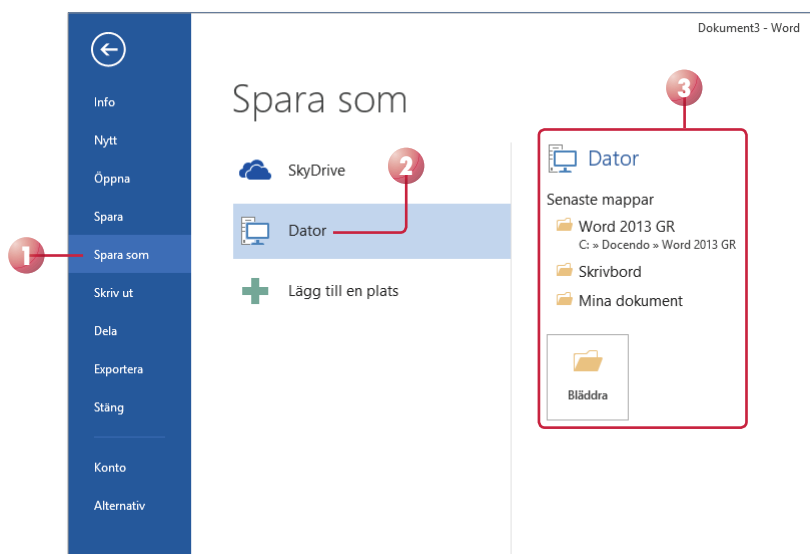 Dokument3 - Word
Info
Nytt
Öppna
Spara
Spara som
Skriv ut
Dela
Exportera
Stäng
Konto
Alternativ
1
Spara som
SkyDrive
2
Dator
Lägg till en plats
3
Dator
Senaste mappar
Word 2013 GR
C: » Docendo » Word 2013 GR
Skrivbord
Mina dokument
Bläddra